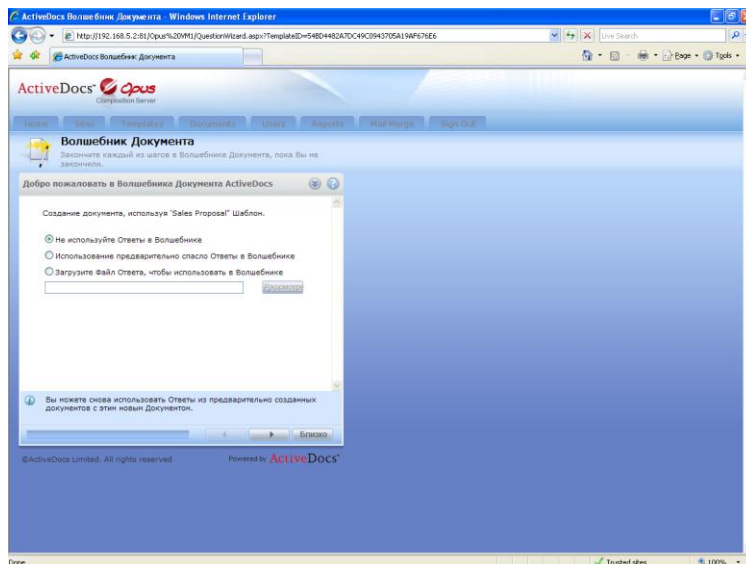 ActiveDocs Волшебник Документа - Windows Internet Explorer
http://192.168.5.2:81/Opus%20VM1/QuestionWizard.aspx?TemplateID=54BD4482A7DC49C0943705A19AF676E6
Live Search
ActiveDocs Волшебник Документа
Page
Tools
ActiveDocs Opus
Composition Server
Home Sites Templates Documents Users Reports Mail Merge Sign Out
Волшебник Документа
Закончите каждый из шагов в Волшебнике Документа, пока Вы не
закончили.
Добро пожаловать в Волшебника Документа ActiveDocs
Создание документа, используя "Sales Proposal" Шаблон.
Не используйте Ответы в Волшебнике
Использование предварительно спасло Ответы в Волшебнике
Загрузите Файл Ответа, чтобы использовать в Волшебнике
Вы можете снова использовать Ответы из предварительно созданных
документов с этим новым Документом.
Близко
©ActiveDocs Limited. All rights reserved
Powered by ActiveDocs
Done
Trusted sites
100%